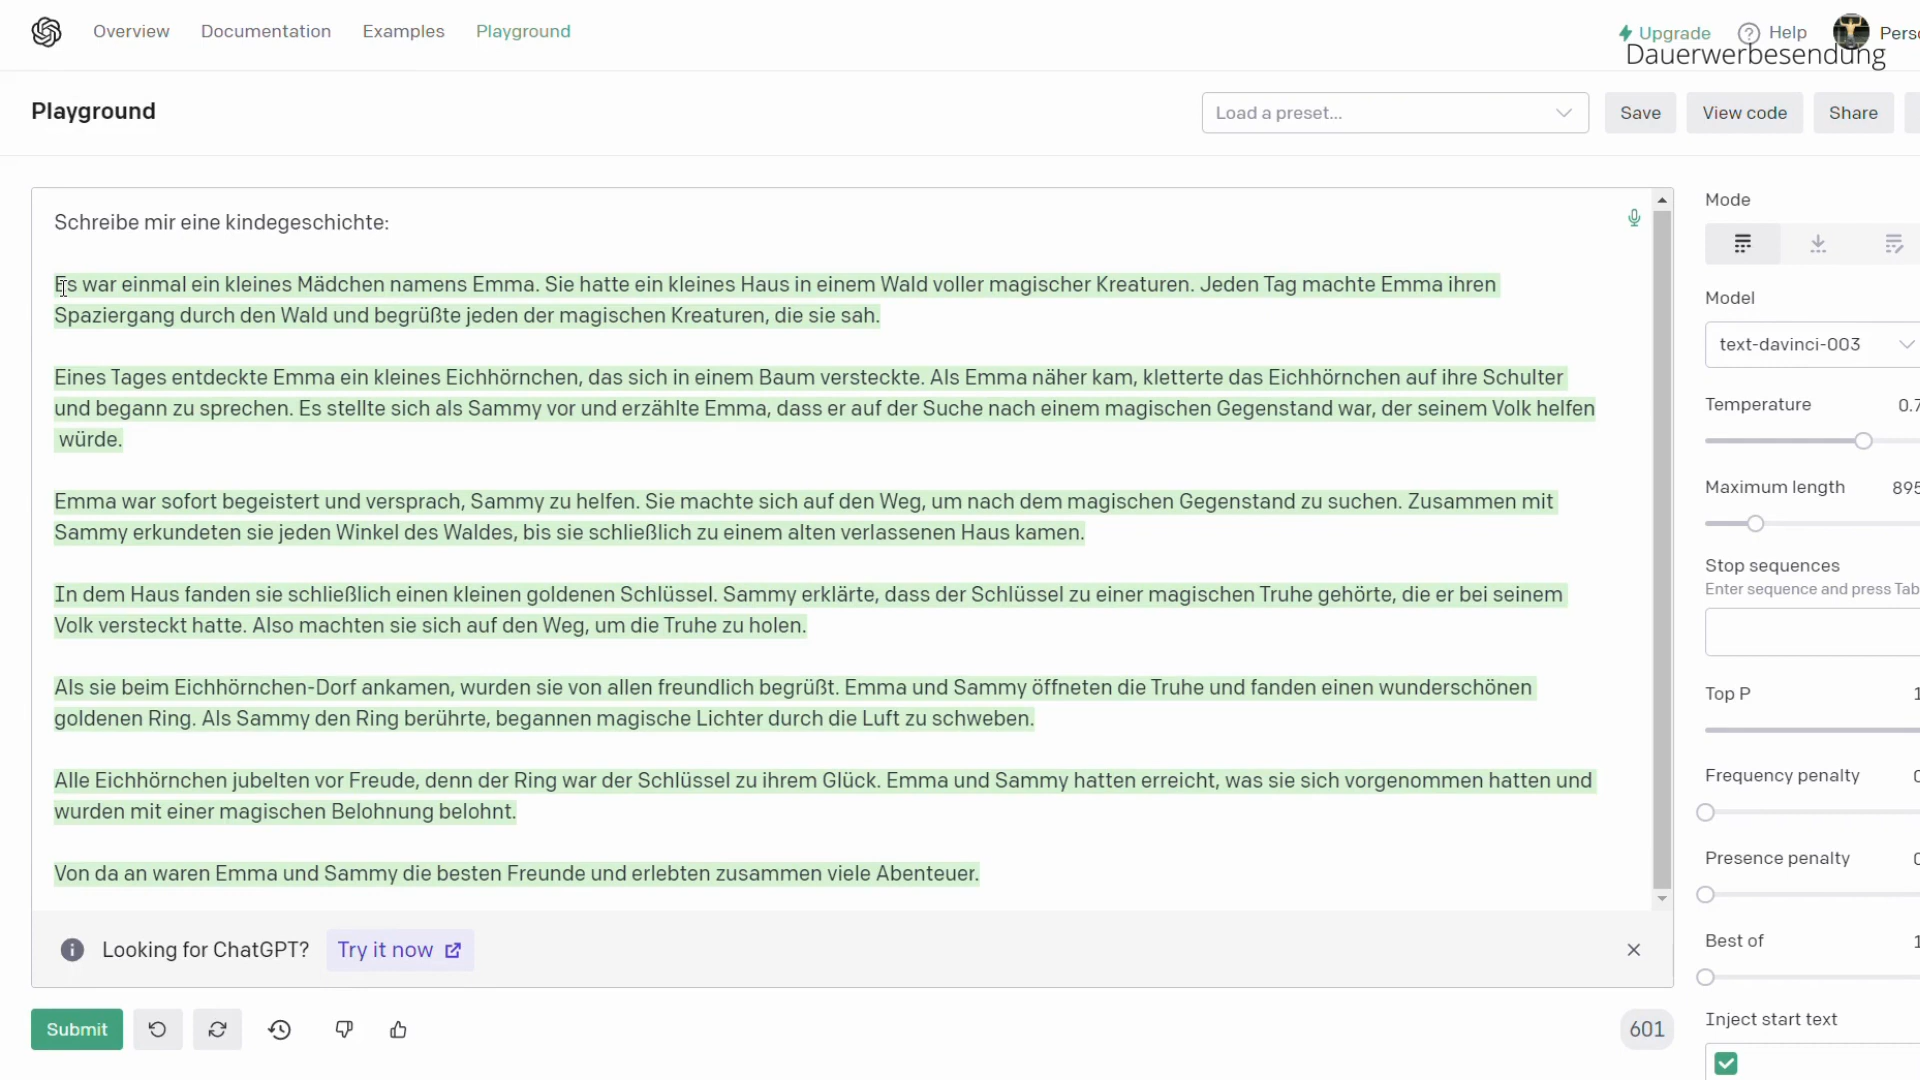 Overview Documentation Examples Playground
Upgrade Help
Dauerwerbesendung
Playground
Load a preset... Save View code Share
Schreibe mir eine kindegeschichte:
Es war einmal ein kleines Mädchen namens Emma. Sie hatte ein kleines Haus in einem Wald voller magischer Kreaturen. Jeden Tag machte Emma ihren
Spaziergang durch den Wald und begrüßte jeden der magischen Kreaturen, die sie sah.
Eines Tages entdeckte Emma ein kleines Eichhörnchen, das sich in einem Baum versteckte. Als Emma näher kam, kletterte das Eichhörnchen auf ihre Schulter
und begann zu sprechen. Es stellte sich als Sammy vor und erzählte Emma, dass er auf der Suche nach einem magischen Gegenstand war, der seinem Volk helfen
würde.
Emma war sofort begeistert und versprach, Sammy zu helfen. Sie machte sich auf den Weg, um nach dem magischen Gegenstand zu suchen. Zusammen mit
Sammy erkundeten sie jeden Winkel des Waldes, bis sie schließlich zu einem alten verlassenen Haus kamen.
In dem Haus fanden sie schließlich einen kleinen goldenen Schlüssel. Sammy erklärte, dass der Schlüssel zu einer magischen Truhe gehörte, die er bei seinem
Volk versteckt hatte. Also machten sie sich auf den Weg, um die Truhe zu holen.
Als sie beim Eichhörnchen-Dorf ankamen, wurden sie von allen freundlich begrüßt. Emma und Sammy öffneten die Truhe und fanden einen wunderschönen
goldenen Ring. Als Sammy den Ring berührte, begannen magische Lichter durch die Luft zu schweben.
Alle Eichhörnchen jubelten vor Freude, denn der Ring war der Schlüssel zu ihrem Glück. Emma und Sammy hatten erreicht, was sie sich vorgenommen hatten und
wurden mit einer magischen Belohnung belohnt.
Von da an waren Emma und Sammy die besten Freunde und erlebten zusammen viele Abenteuer.
Looking for ChatGPT? Try it now
Submit
601
Mode
Model
text-davinci-003
Temperature 0.7
Maximum length 895
Stop sequences
Enter sequence and press Tab
Top P 1
Frequency penalty
Presence penalty
Best of 1
Inject start text